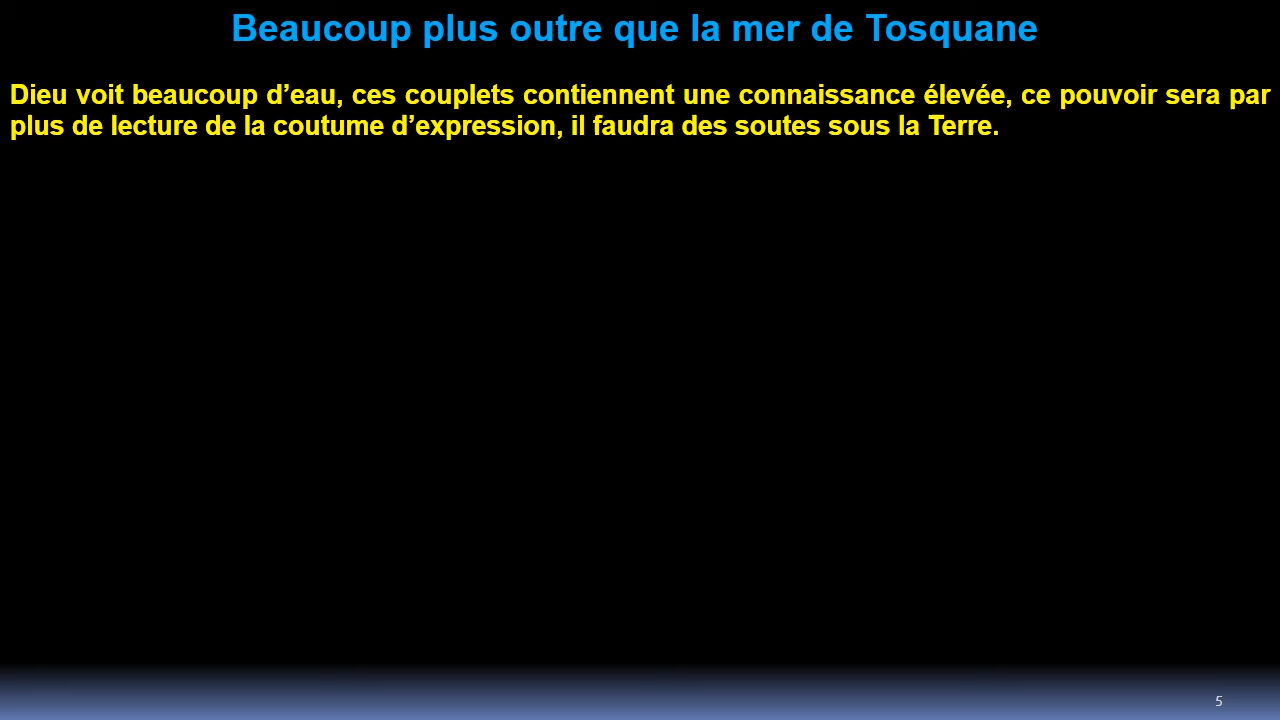 Beaucoup plus outre que la mer de Tosquane
Dieu voit beaucoup d’eau, ces couplets contiennent une connaissance élevée, ce pouvoir sera par
plus de lecture de la coutume d’expression, il faudra des soutes sous la Terre.
5